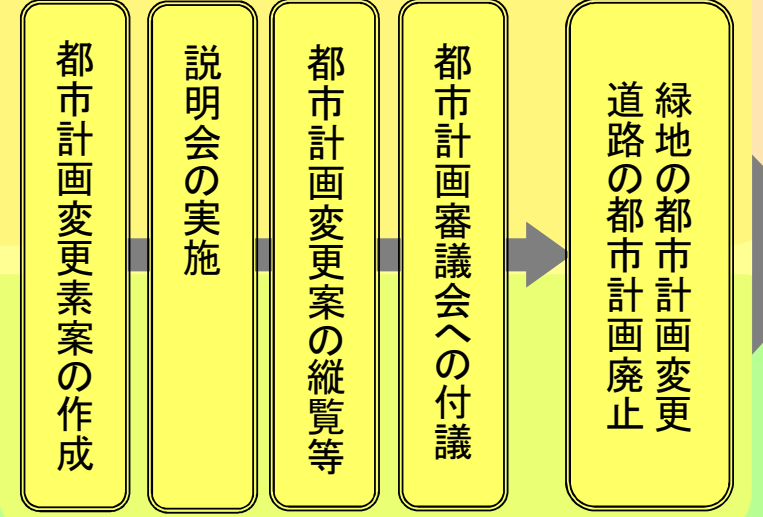 都市計画変更素案の作成
説明会の実施
都市計画変更案の縦覧等
都市計画審議会への付議
緑地の都市計画変更
道路の都市計画廃止